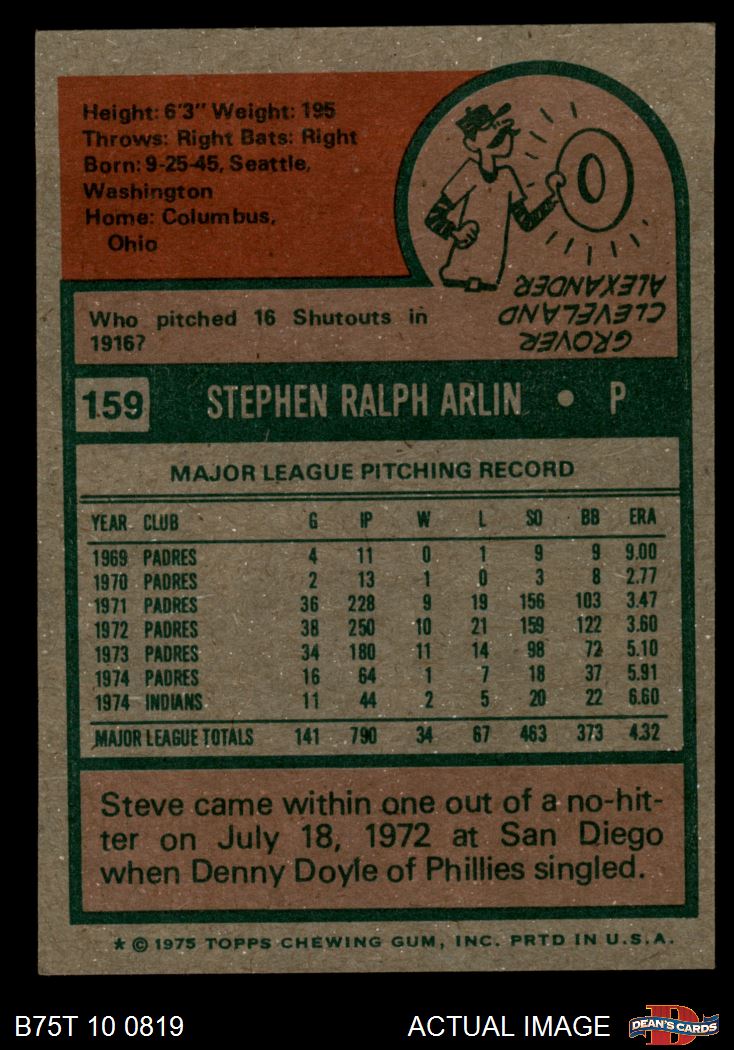 Height: 6'3" Weight: 195
Throws: Right Bats: Right
Born: 9-25-45, Seattle,
Washington
Home: Columbus,
Ohio
Who pitched 16 Shutouts in
1916?
GROVER
CLEVELAND
ALEXANDER
159 STEPHEN RALPH ARLIN • P
MAJOR LEAGUE PITCHING RECORD
YEAR CLUB G IP W L SO BB ERA
1969 PADRES 4 11 0 1 9 9 9.00
1970 PADRES 2 13 1 0 3 8 2.77
1971 PADRES 36 228 9 19 156 103 3.47
1972 PADRES 38 250 10 21 159 122 3.60
1973 PADRES 34 180 11 14 98 72 5.10
1974 PADRES 16 64 1 7 18 37 5.91
1974 INDIANS 11 44 2 5 20 22 6.60
MAJOR LEAGUE TOTALS 141 790 34 67 463 373 4.32
Steve came within one out of a no-hit-
ter on July 18, 1972 at San Diego
when Denny Doyle of Phillies singled.
* © 1975 TOPPS CHEWING GUM, INC. PRTD IN U.S.A.
B75T 10 0819 ACTUAL IMAGE D DEAN'S CARDS